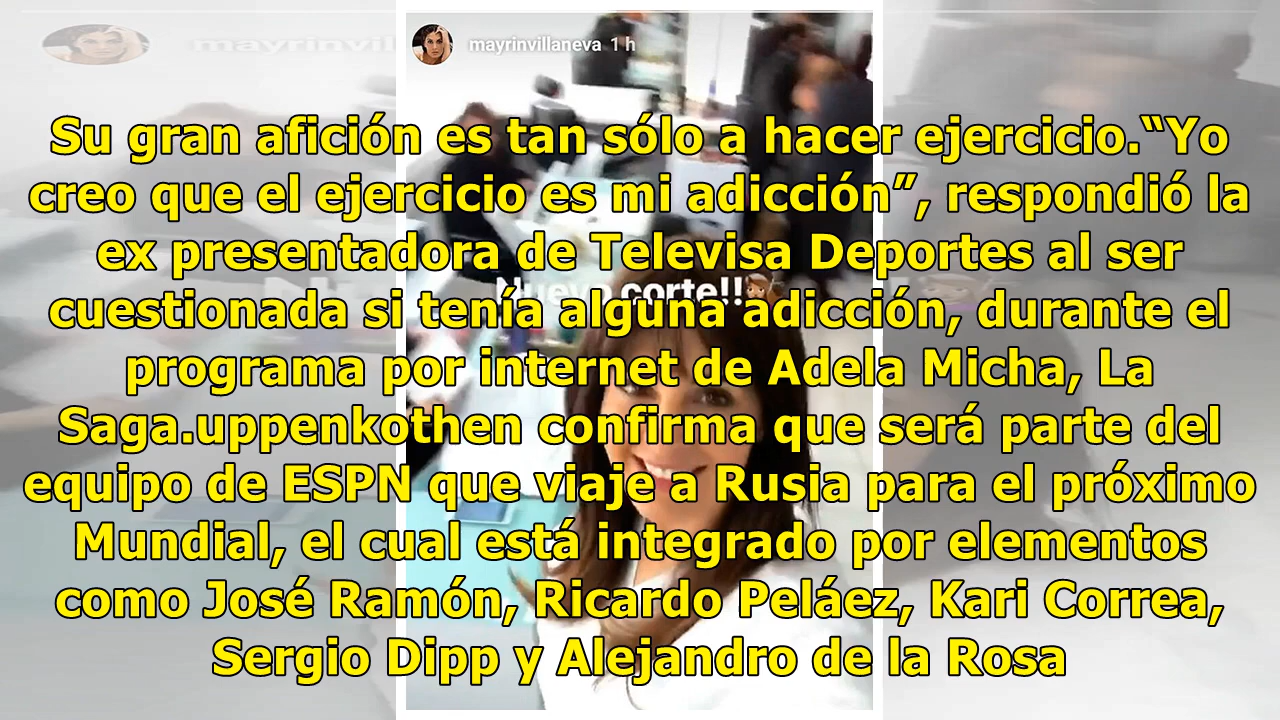 mayrinvillaneva 1 h
Su gran afición es tan sólo a hacer ejercicio.“Yo
creo que el ejercicio es mi adicción”, respondió la
ex presentadora de Televisa Deportes al ser
Nuevo corte!!
cuestionada si tenía alguna adicción, durante el
programa por internet de Adela Micha, La
Saga.uppenkothen confirma que será parte del
equipo de ESPN que viaje a Rusia para el próximo
Mundial, el cual está integrado por elementos
como José Ramón, Ricardo Peláez, Kari Correa,
Sergio Dipp y Alejandro de la Rosa